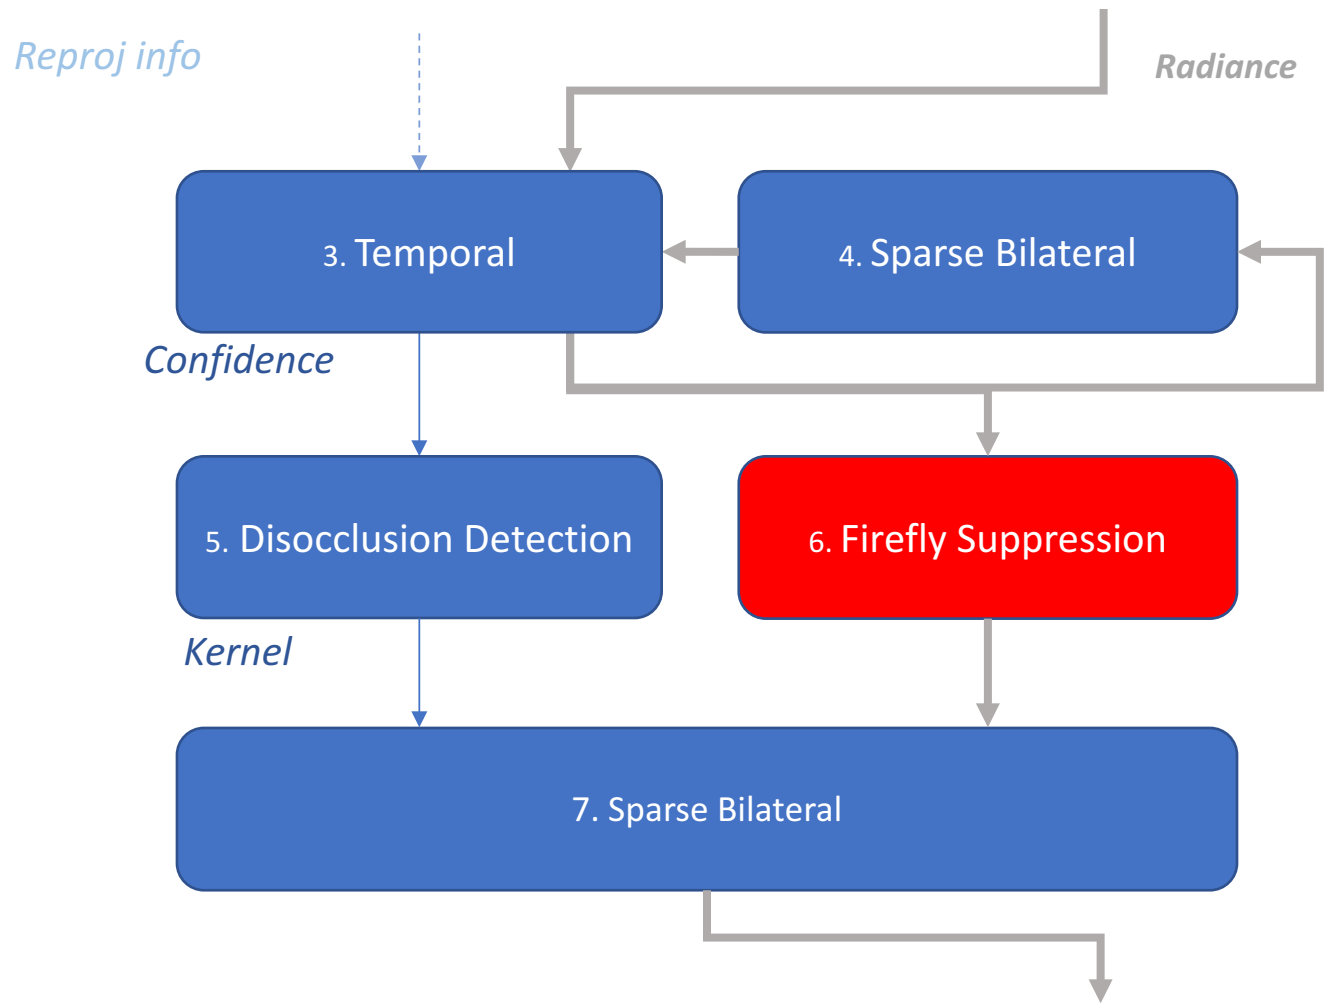 Reproj info
Radiance
3. Temporal
4. Sparse Bilateral
Confidence
5. Disocclusion Detection
6. Firefly Suppression
Kernel
7. Sparse Bilateral